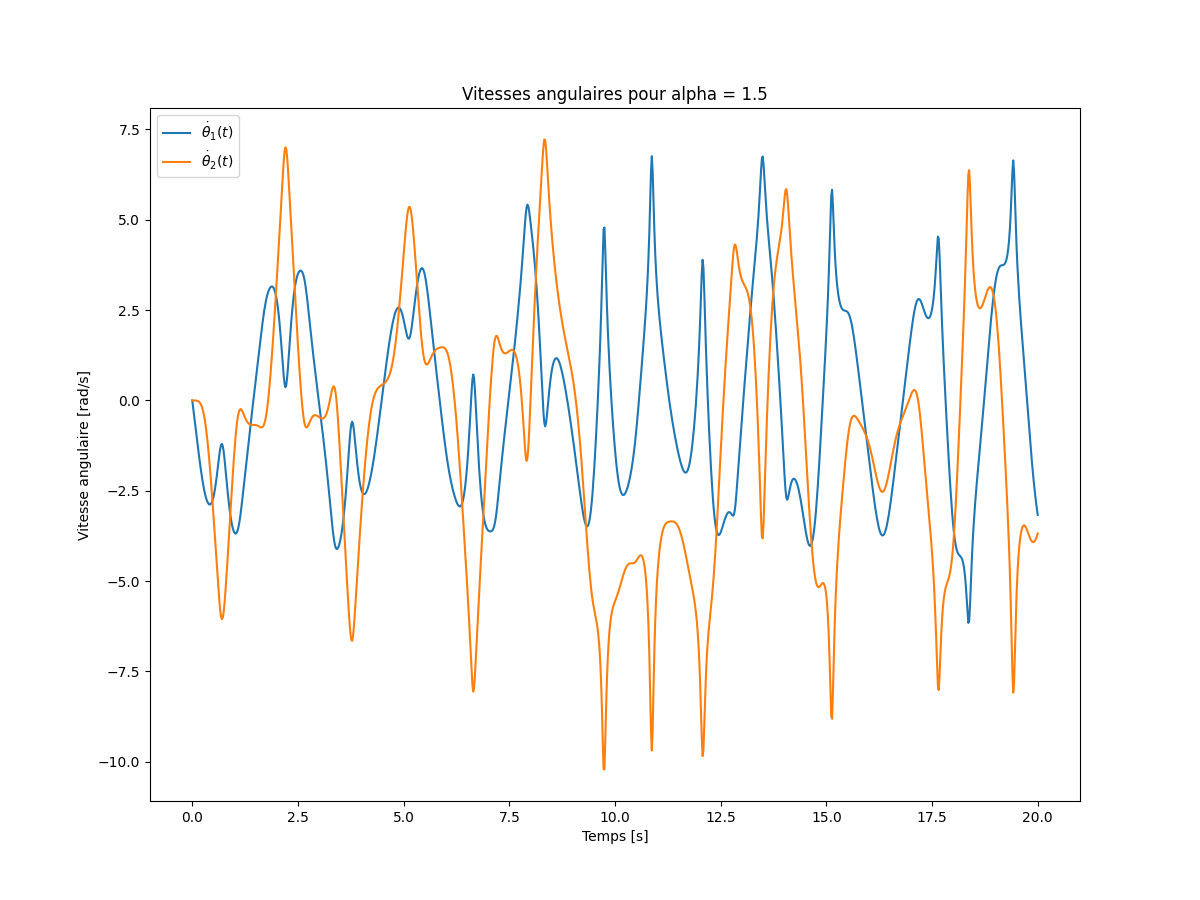 Vitesses angulaires pour alpha = 1.5
θ̇₁(t)
θ̇₂(t)
Vitesse angulaire [rad/s]
7.5
5.0
2.5
0.0
−2.5
−5.0
−7.5
−10.0
0.0 2.5 5.0 7.5 10.0 12.5 15.0 17.5 20.0
Temps [s]